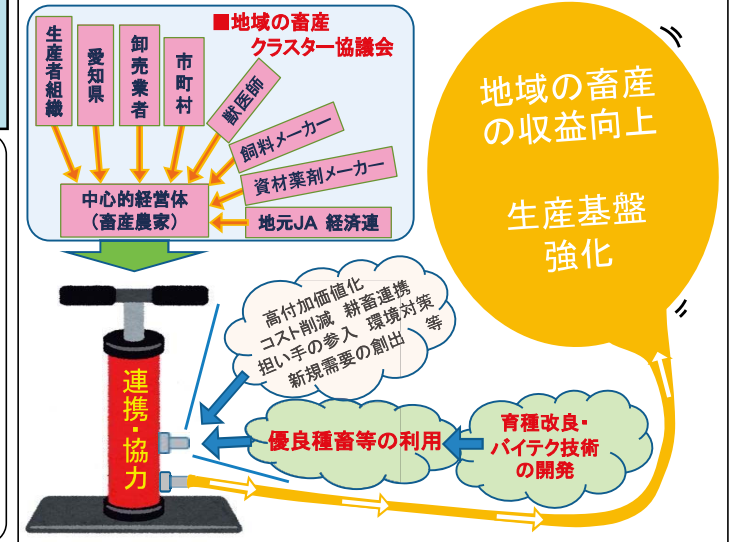 ■地域の畜産
クラスター協議会
生産者組織
愛知県
卸売業者
市町村
獣医師
飼料メーカー
資材薬剤メーカー
地元JA 経済連
中心的経営体
（畜産農家）
地域の畜産
の収益向上
生産基盤
強化
高付加価値化
コスト削減 耕畜連携
担い手の参入 環境対策
新規需要の創出 等
連携・協力
優良種畜等の利用
育種改良・
バイテク技術
の開発